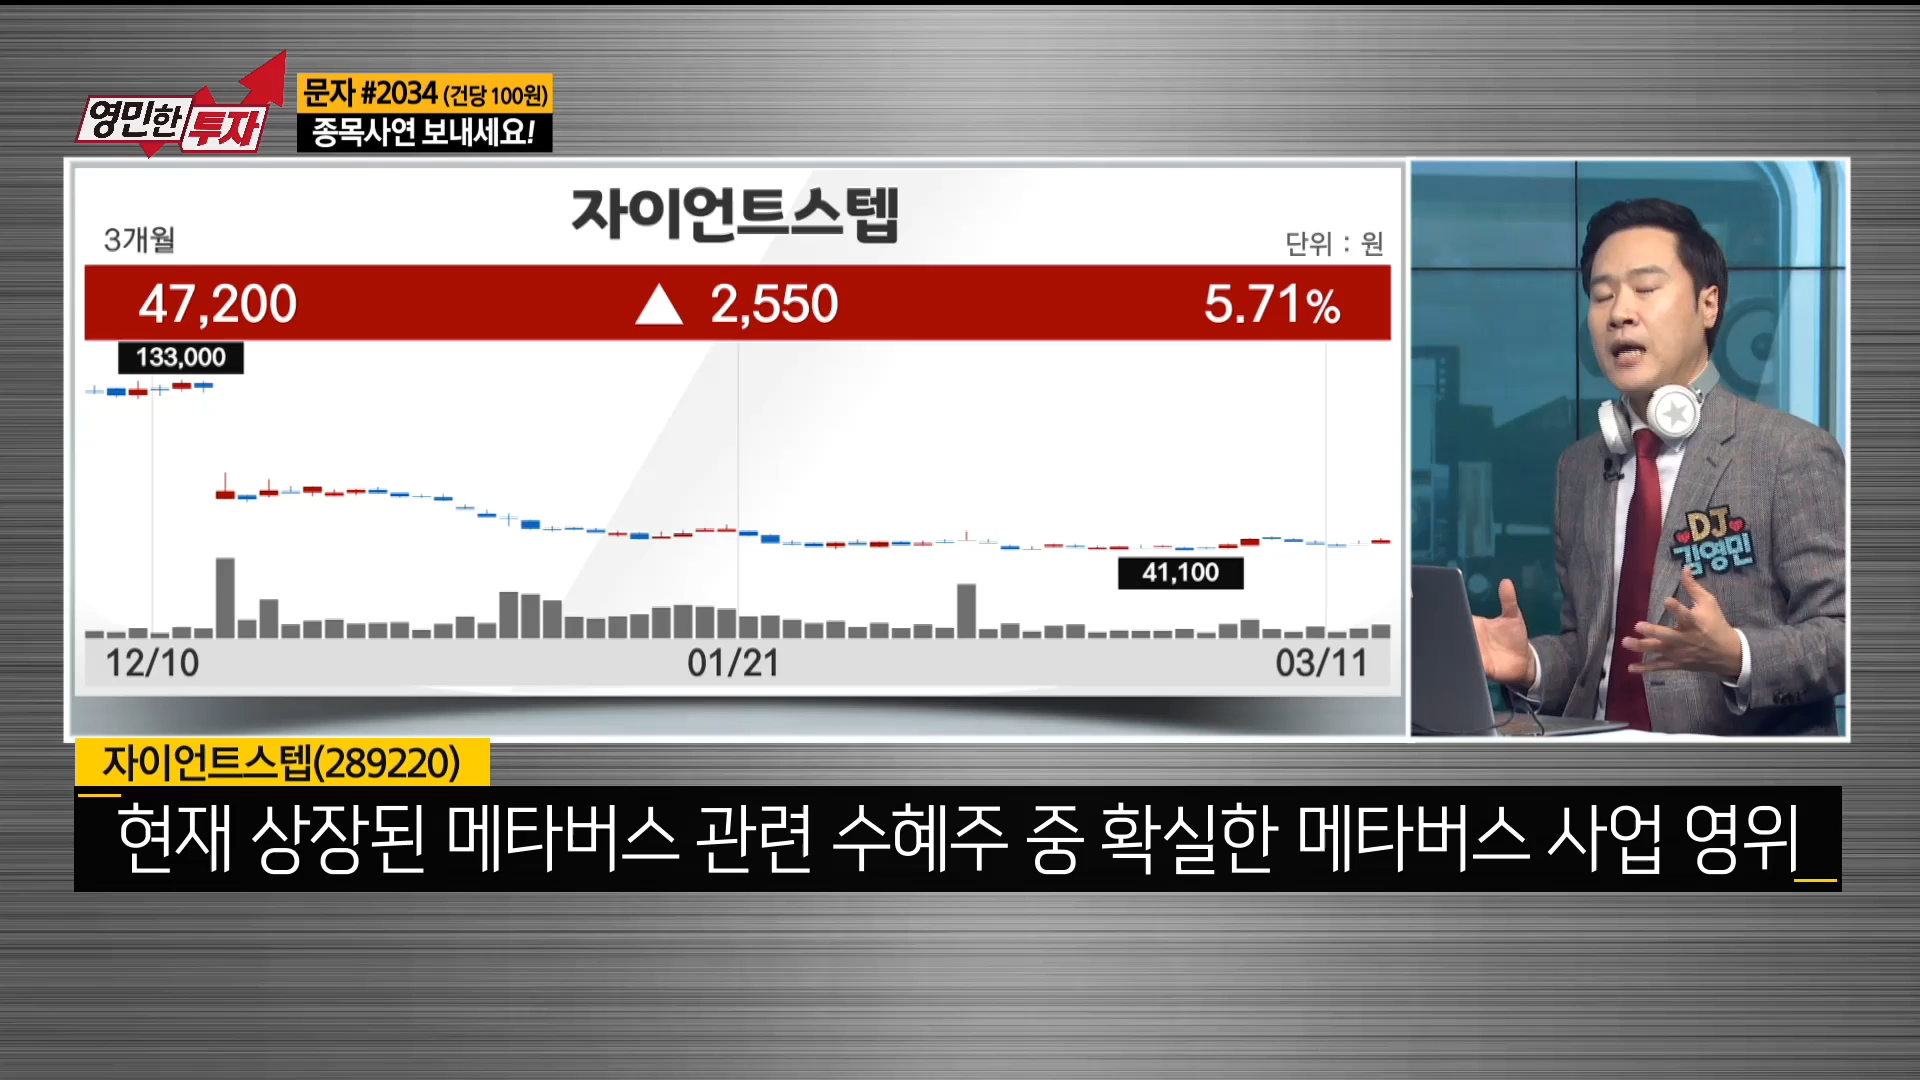 영민한 투자
문자 #2034 (건당 100원)
종목사연 보내세요!
자이언트스텝
3개월
단위 : 원
47,200 ▲ 2,550 5.71%
133,000
41,100
12/10 01/21 03/11
DJ
김영민
자이언트스텝(289220)
현재 상장된 메타버스 관련 수혜주 중 확실한 메타버스 사업 영위